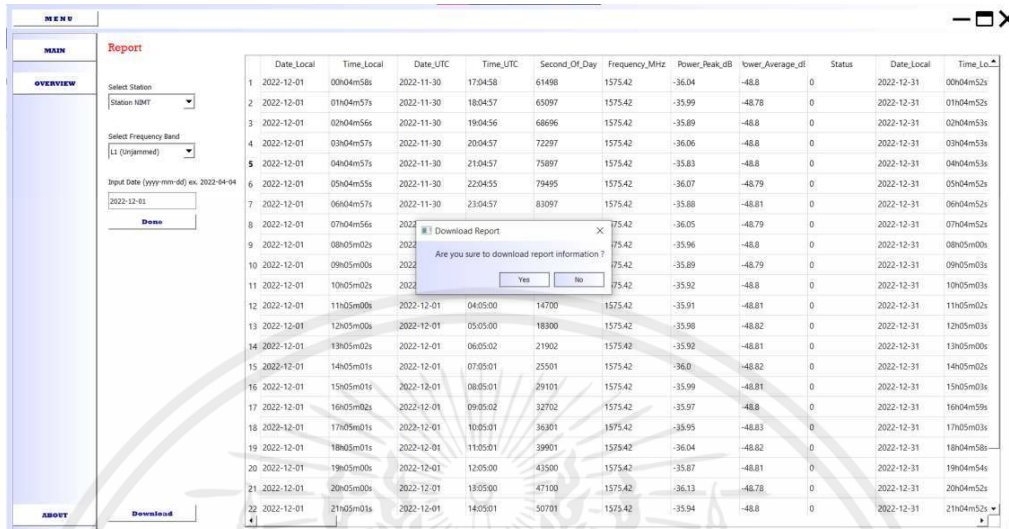 MENU
MAIN
OVERVIEW
ABOUT
Report
Select Station
Station NIMT
Select Frequency Band
L1 (Unjammed)
Input Date (yyyy-mm-dd) ex. 2022-04-04
2022-12-01
Done
Download
Date_Local Time_Local Date_UTC Time_UTC Second_Of_Day Frequency_MHz Power_Peak_dB Status Date_Local
1 2022-12-01 00h04m58s 2022-11-30 17:04:58 61498 1575.42 -36.04 -48.8 0 2022-12-31 00h04m52s
2 2022-12-01 01h04m57s 2022-11-30 18:04:57 65097 1575.42 -35.99 -48.78 0 2022-12-31 01h04m52s
3 2022-12-01 02h04m56s 2022-11-30 19:04:56 68696 1575.42 -35.89 -48.8 0 2022-12-31 02h04m53s
4 2022-12-01 03h04m57s 2022-11-30 20:04:57 72297 1575.42 -36.06 -48.8 0 2022-12-31 03h04m53s
5 2022-12-01 04h04m57s 2022-11-30 21:04:57 75897 1575.42 -35.83 -48.8 0 2022-12-31 04h04m53s
6 2022-12-01 05h04m55s 2022-11-30 22:04:55 79495 1575.42 -36.07 -48.79 0 2022-12-31 05h04m52s
7 2022-12-01 06h04m57s 2022-11-30 23:04:57 83097 1575.42 -35.88 -48.81 0 2022-12-31 06h04m52s
8 2022-12-01 07h04m56s 2022 75.42 -36.05 -48.79 0 2022-12-31 07h04m52s
9 2022-12-01 08h05m02s 2022 75.42 -35.96 -48.8 0 2022-12-31 08h05m00s
10 2022-12-01 09h05m00s 2022 75.42 -35.89 -48.79 0 2022-12-31 09h05m03s
11 2022-12-01 10h05m02s 2022 75.42 -35.92 -48.8 0 2022-12-31 10h05m03s
12 2022-12-01 11h05m00s 2022-12-01 04:05:00 14700 1575.42 -35.91 -48.81 0 2022-12-31 11h05m02s
13 2022-12-01 12h05m00s 2022-12-01 05:05:00 18300 1575.42 -35.98 -48.82 0 2022-12-31 12h05m03s
14 2022-12-01 13h05m02s 2022-12-01 06:05:02 21902 1575.42 -35.92 -48.81 0 2022-12-31 13h05m00s
15 2022-12-01 14h05m01s 2022-12-01 07:05:01 25501 1575.42 -36.0 -48.82 0 2022-12-31 14h05m02s
16 2022-12-01 15h05m01s 2022-12-01 08:05:01 29101 1575.42 -35.99 -48.81 0 2022-12-31 15h05m03s
17 2022-12-01 16h05m02s 2022-12-01 09:05:02 32702 1575.42 -35.97 -48.8 0 2022-12-31 16h04m59s
18 2022-12-01 17h05m01s 2022-12-01 10:05:01 36301 1575.42 -35.95 -48.83 0 2022-12-31 17h05m03s
19 2022-12-01 18h05m01s 2022-12-01 11:05:01 39901 1575.42 -36.04 -48.82 0 2022-12-31 18h04m58s
20 2022-12-01 19h05m00s 2022-12-01 12:05:00 43500 1575.42 -35.87 -48.81 0 2022-12-31 19h04m54s
21 2022-12-01 20h05m00s 2022-12-01 13:05:00 47100 1575.42 -36.13 -48.78 0 2022-12-31 20h04m52s
22 2022-12-01 21h05m01s 2022-12-01 14:05:01 50701 1575.42 -35.94 -48.8 0 2022-12-31 21h04m52s
Download Report
Are you sure to download report information ?
Yes No